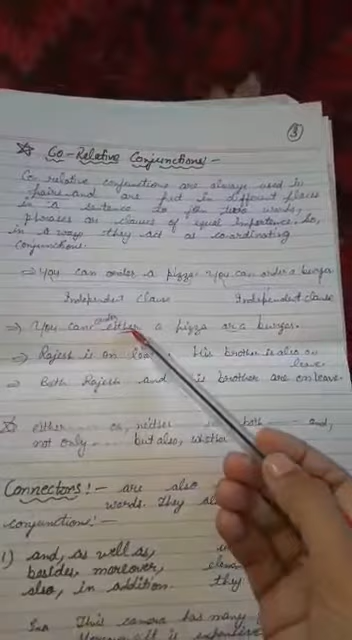 3
Co-Relative Conjunctions -
Co relative conjunctions are always used in
pairs and are put in different place
in a sentence to join two words,
phrases or clauses of equal importance. So,
in a way they act as co-ordinating
conjunctions.
⇒ You can order a pizza. You can order a burger
Independent Clause Independent clause
order
⇒ You can either a pizza or a burger.
⇒ Rajesh is on leave. His brother is also on
leave.
⇒ Both Rajesh and his brother are on leave.
either ---- or, neither both ---- and,
not only ---- but also, whether
Connectors! - are also
words. They
conjunctions! -
1) and, as well as,
besides, moreover,
also, in addition. they
This camera has many